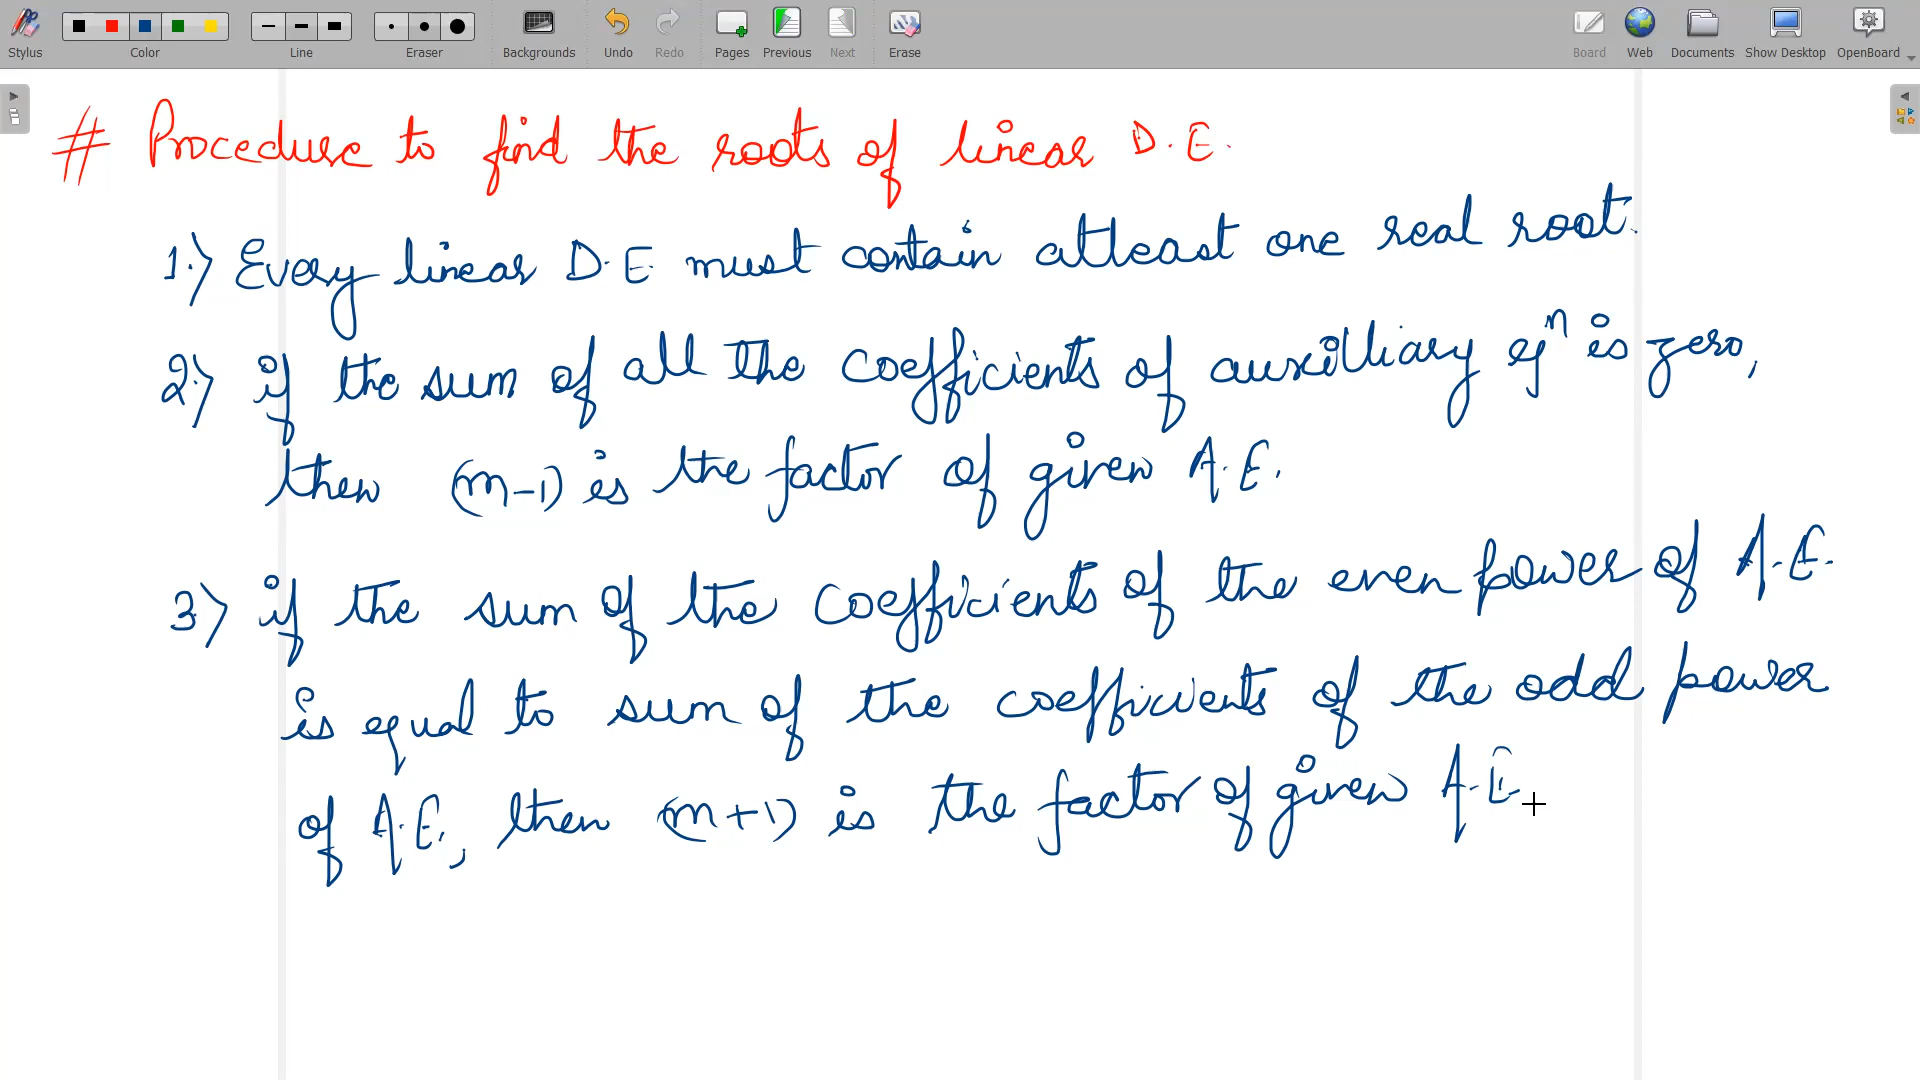 Stylus Color Line Eraser Backgrounds Undo Redo Pages Previous Next Erase Board Web Documents Show Desktop OpenBoard
# Procedure to find the roots of linear D.E.
1.) Every linear D.E. must contain atleast one real root.
2.) if the sum of all the coefficients of auxilliary eqⁿ is zero,
then (m-1) is the factor of given A.E.
3) if the sum of the coefficients of the even power of A.E.
is equal to sum of the coefficients of the odd power
of A.E., then (m+1) is the factor of given A.E.